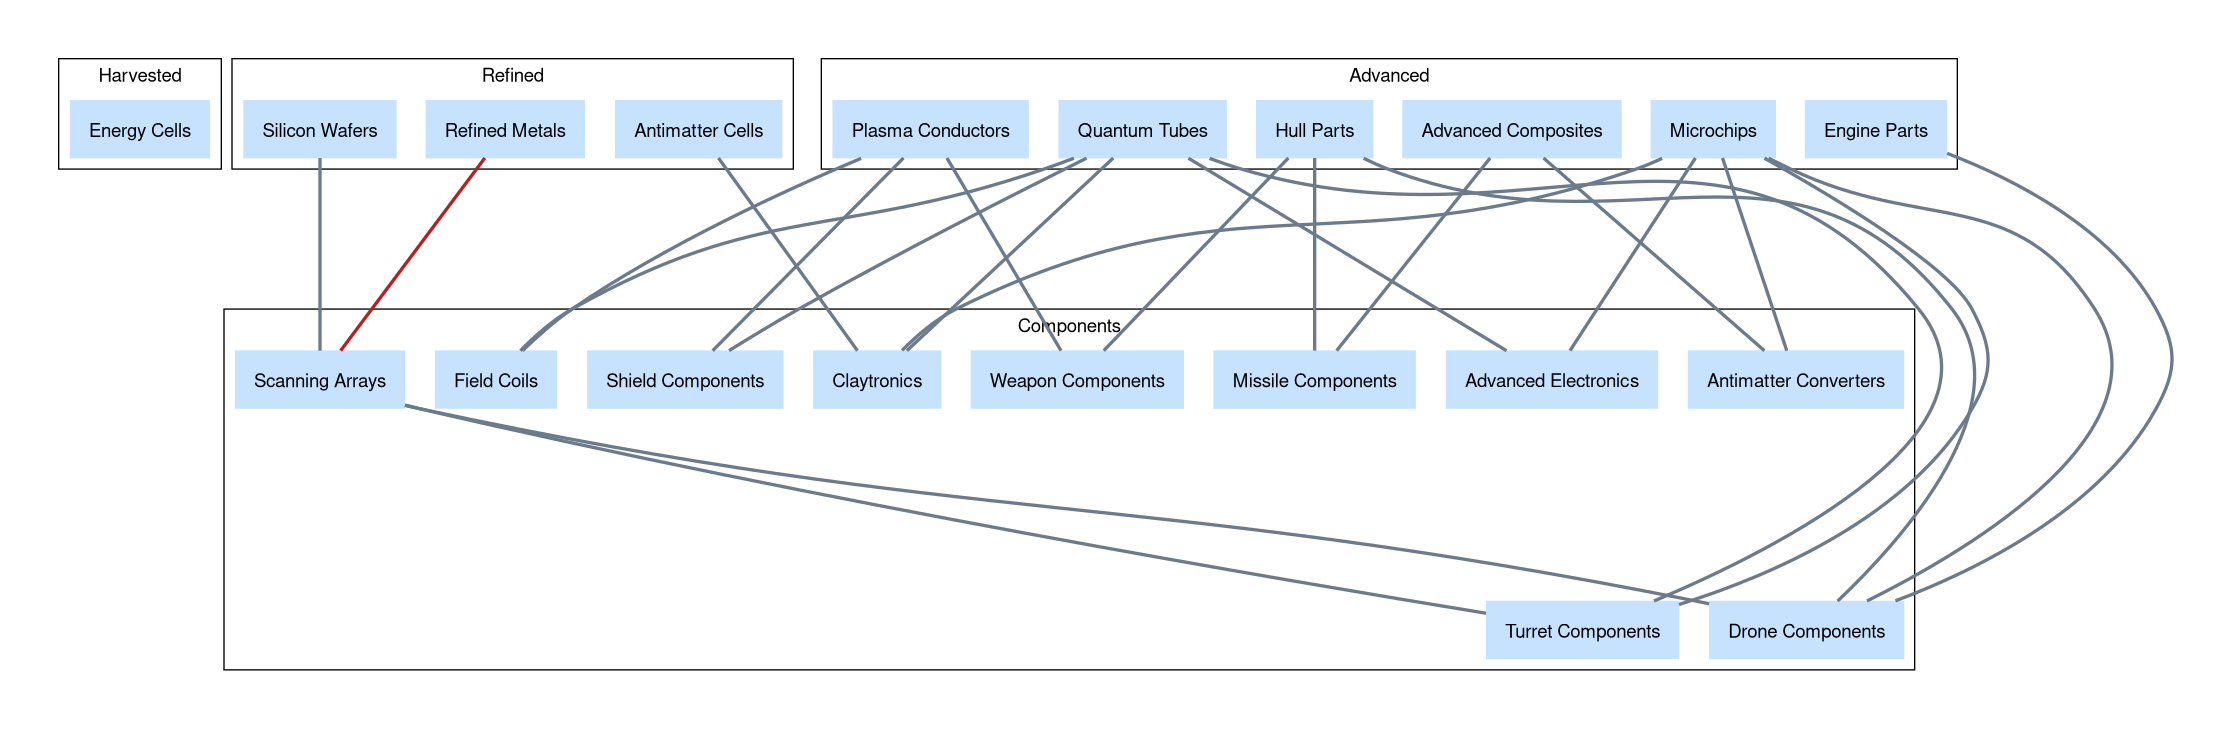 Harvested
Refined
Advanced
Energy Cells
Silicon Wafers
Refined Metals
Antimatter Cells
Plasma Conductors
Quantum Tubes
Hull Parts
Advanced Composites
Microchips
Engine Parts
Components
Scanning Arrays
Field Coils
Shield Components
Claytronics
Weapon Components
Missile Components
Advanced Electronics
Antimatter Converters
Turret Components
Drone Components